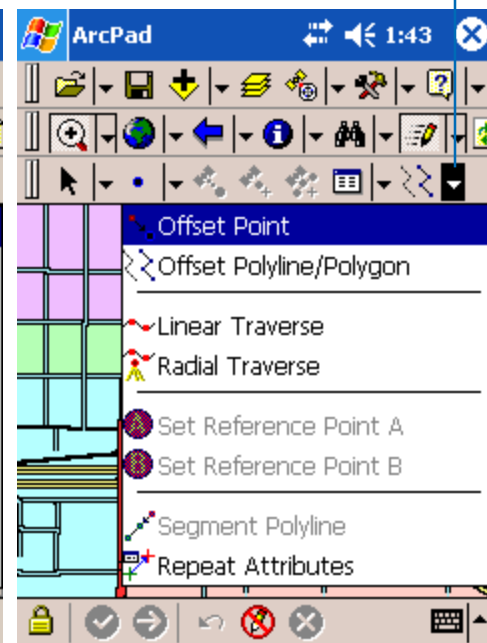 ArcPad 1:43
Offset Point
Offset Polyline/Polygon
Linear Traverse
Radial Traverse
A Set Reference Point A
B Set Reference Point B
Segment Polyline
Repeat Attributes